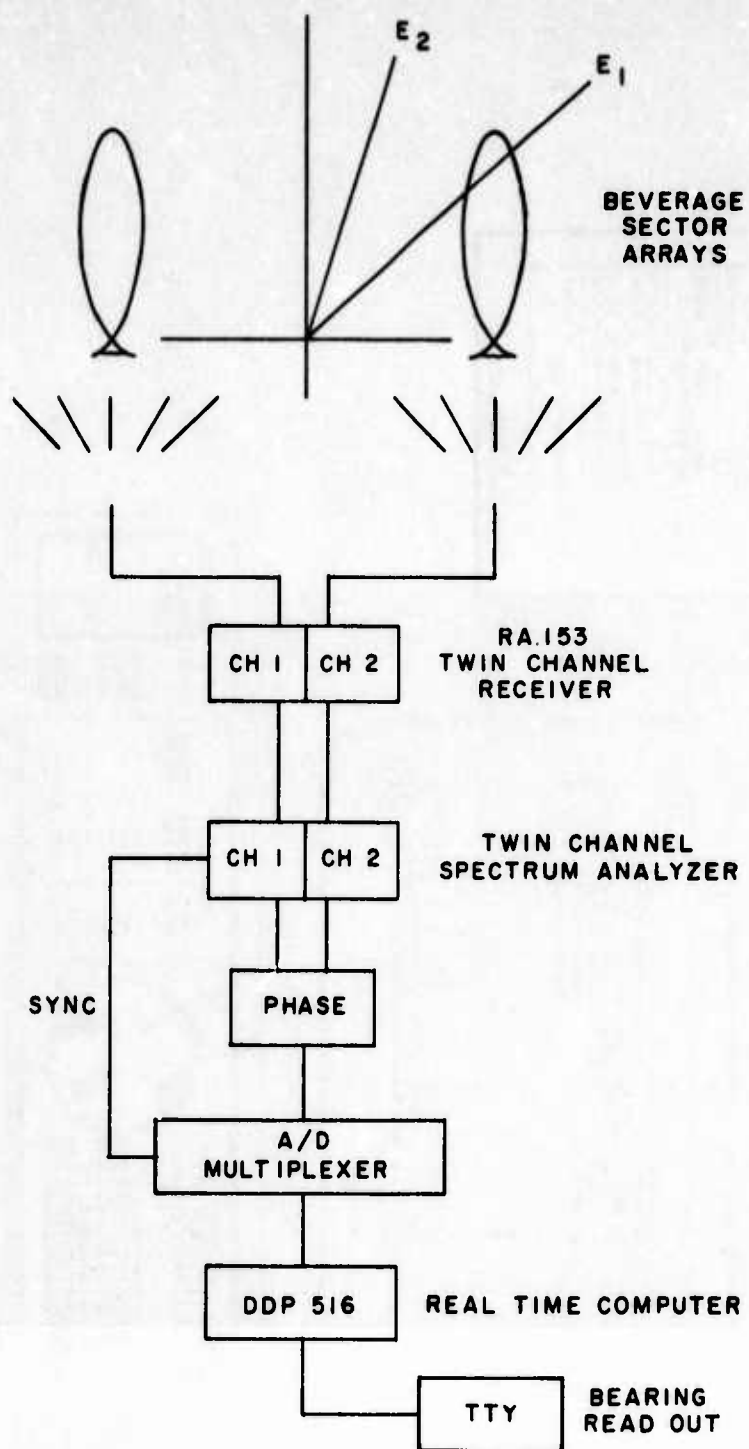 E2
E1
BEVERAGE
SECTOR
ARRAYS
CH 1 CH 2
RA.153
TWIN CHANNEL
RECEIVER
CH 1 CH 2
TWIN CHANNEL
SPECTRUM ANALYZER
SYNC
PHASE
A/D
MULTIPLEXER
DDP 516
REAL TIME COMPUTER
TTY
BEARING
READ OUT